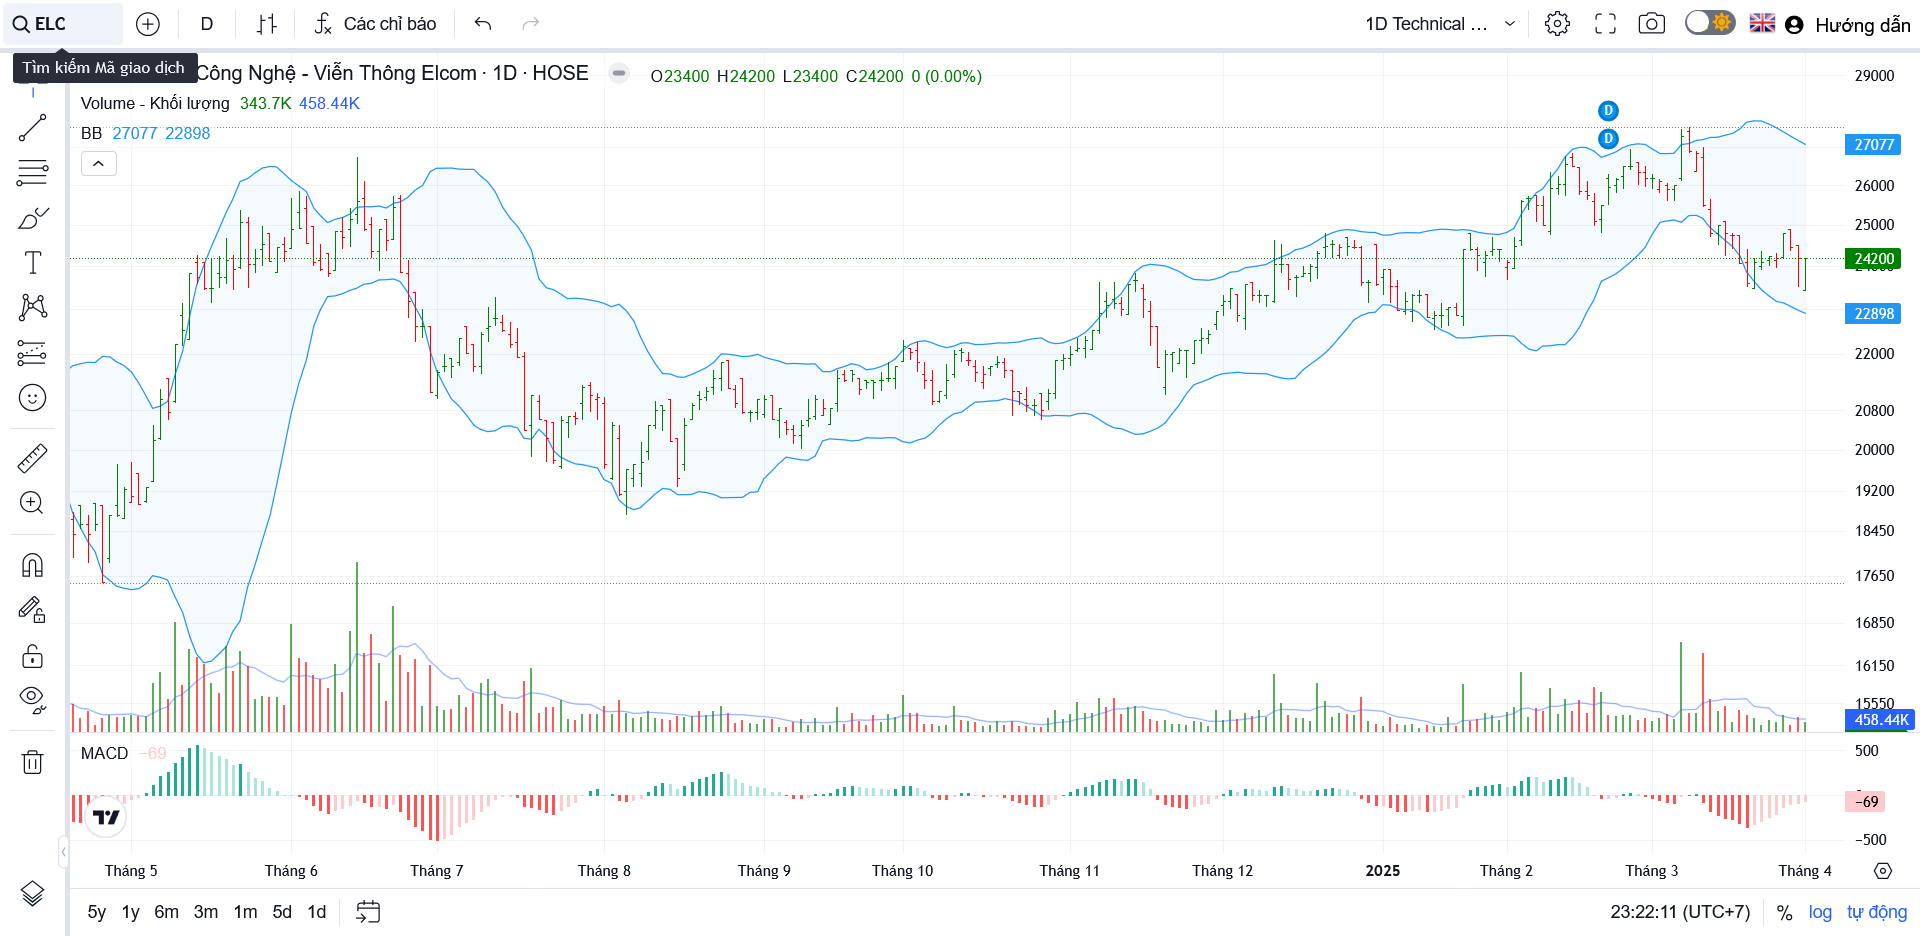 ELC D Các chỉ báo 1D Technical ... Hướng dẫn
Tìm kiếm Mã giao dịch
Công Nghệ - Viễn Thông Elcom · 1D · HOSE O23400 H24200 L23400 C24200 0 (0.00%)
Volume - Khối lượng 343.7K 458.44K
BB 27077 22898
D
D
29000
27077
26000
25000
24200
22898
22000
20800
20000
19200
18450
17650
16850
16150
15550
458.44K
MACD −69
500
−69
−500
Tháng 5 Tháng 6 Tháng 7 Tháng 8 Tháng 9 Tháng 10 Tháng 11 Tháng 12 2025 Tháng 2 Tháng 3 Tháng 4
5y 1y 6m 3m 1m 5d 1d 23:22:11 (UTC+7) % log tự động